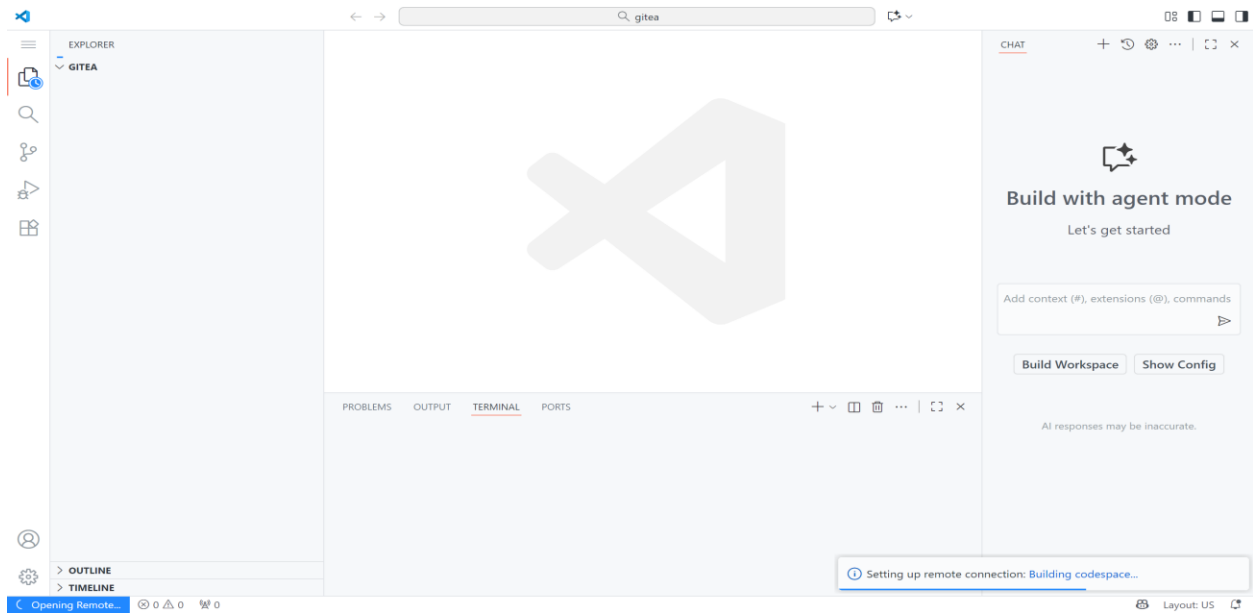 gitea
EXPLORER
GITEA
OUTLINE
TIMELINE
PROBLEMS OUTPUT TERMINAL PORTS
CHAT
Build with agent mode
Let's get started
Add context (#), extensions (@), commands
Build Workspace Show Config
AI responses may be inaccurate.
Setting up remote connection: Building codespace...
Opening Remote... 0 0 0 Layout: US